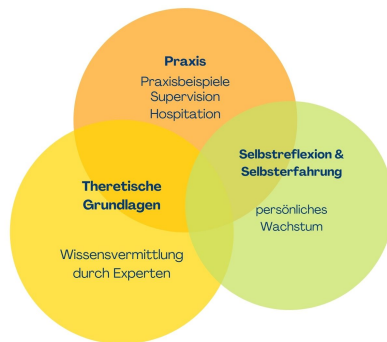 Praxis
Praxisbeispiele
Supervision
Hospitation
Selbstreflexion &
Selbsterfahrung
persönliches
Wachstum
Theretische
Grundlagen
Wissensvermittlung
durch Experten